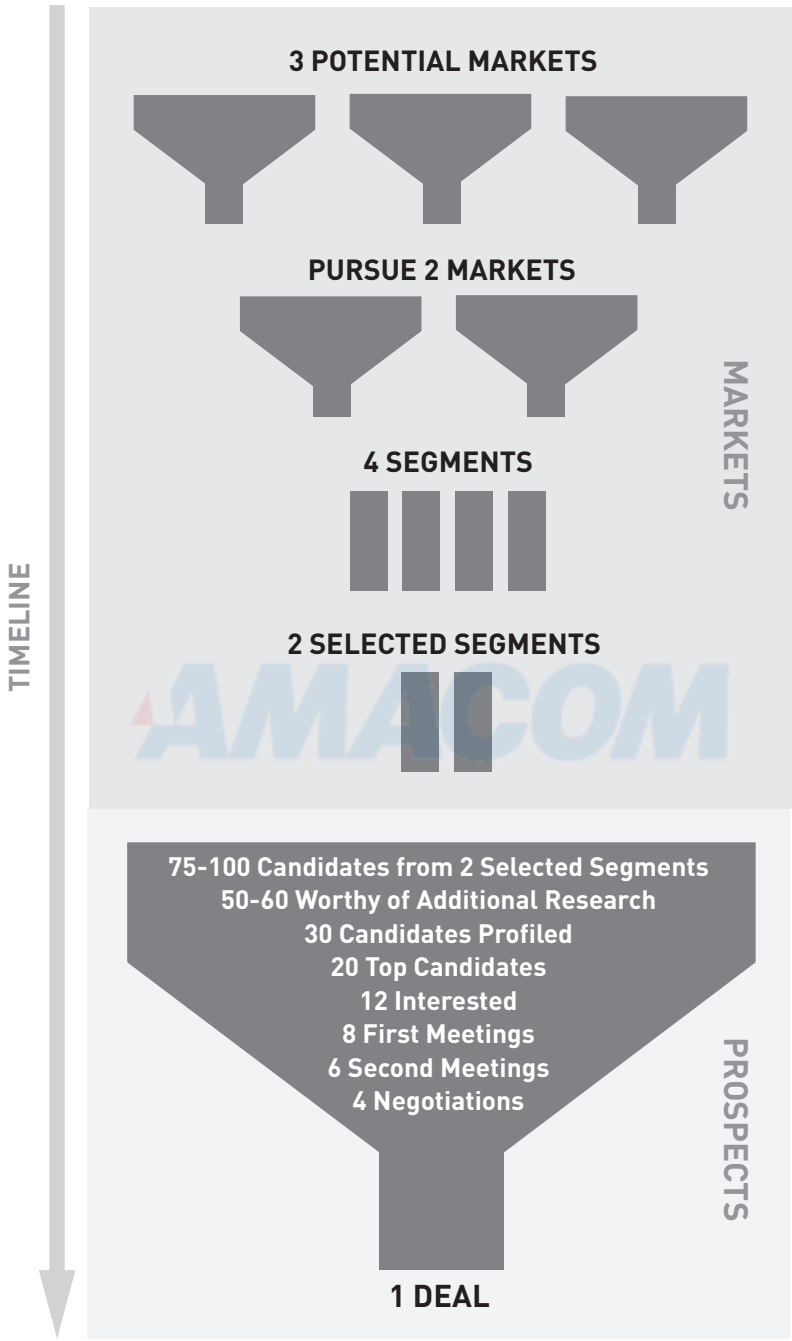 3 POTENTIAL MARKETS
PURSUE 2 MARKETS
MARKETS
4 SEGMENTS
TIMELINE
2 SELECTED SEGMENTS
AMACOM
75-100 Candidates from 2 Selected Segments
50-60 Worthy of Additional Research
30 Candidates Profiled
20 Top Candidates
12 Interested
8 First Meetings
6 Second Meetings
4 Negotiations
PROSPECTS
1 DEAL